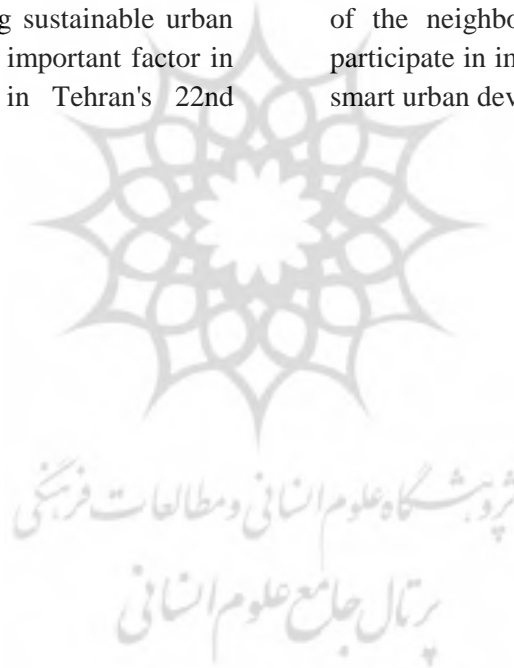 g sustainable urban
important factor in
in Tehran's 22nd
of the neighbo
participate in in
smart urban dev
پژوهشگاه علوم انسانی و مطالعات فرهنگی
پرتال جامع علوم انسانی